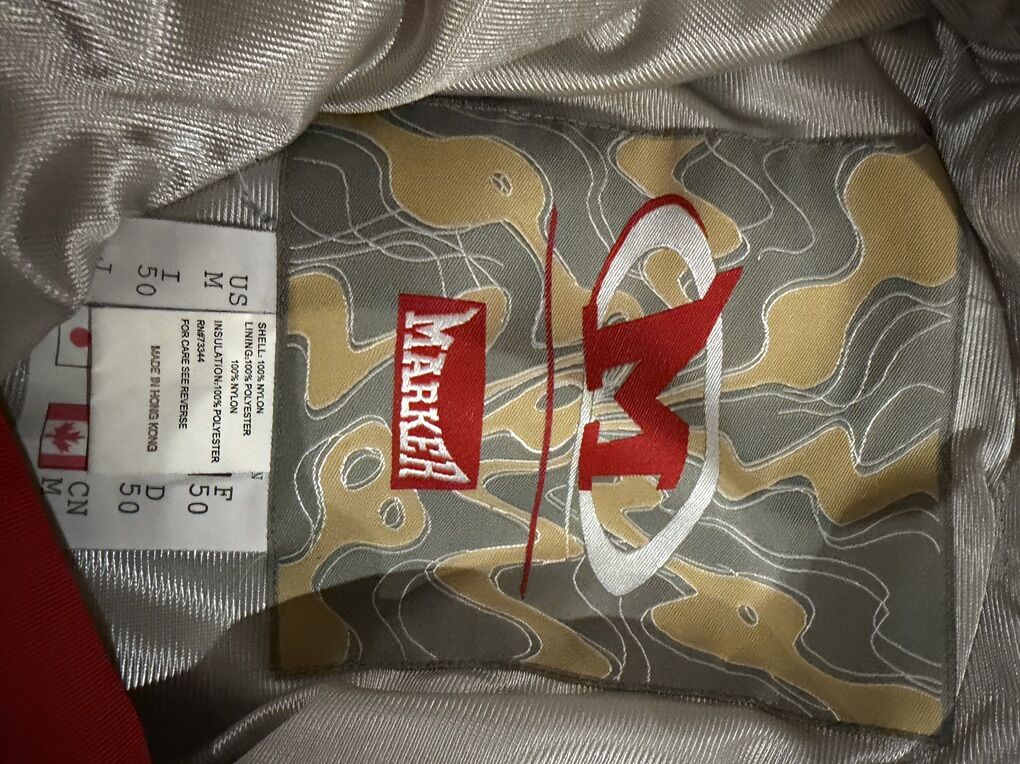 M
MARKER
US
M
I
50
J
SHELL: 100% NYLON
LINING:100% POLYESTER
100% NYLON
INSULATION:100% POLYESTER
RN#73344
FOR CARE SEE REVERSE
MADE IN HONG KONG
F
50
D
50
CN
M